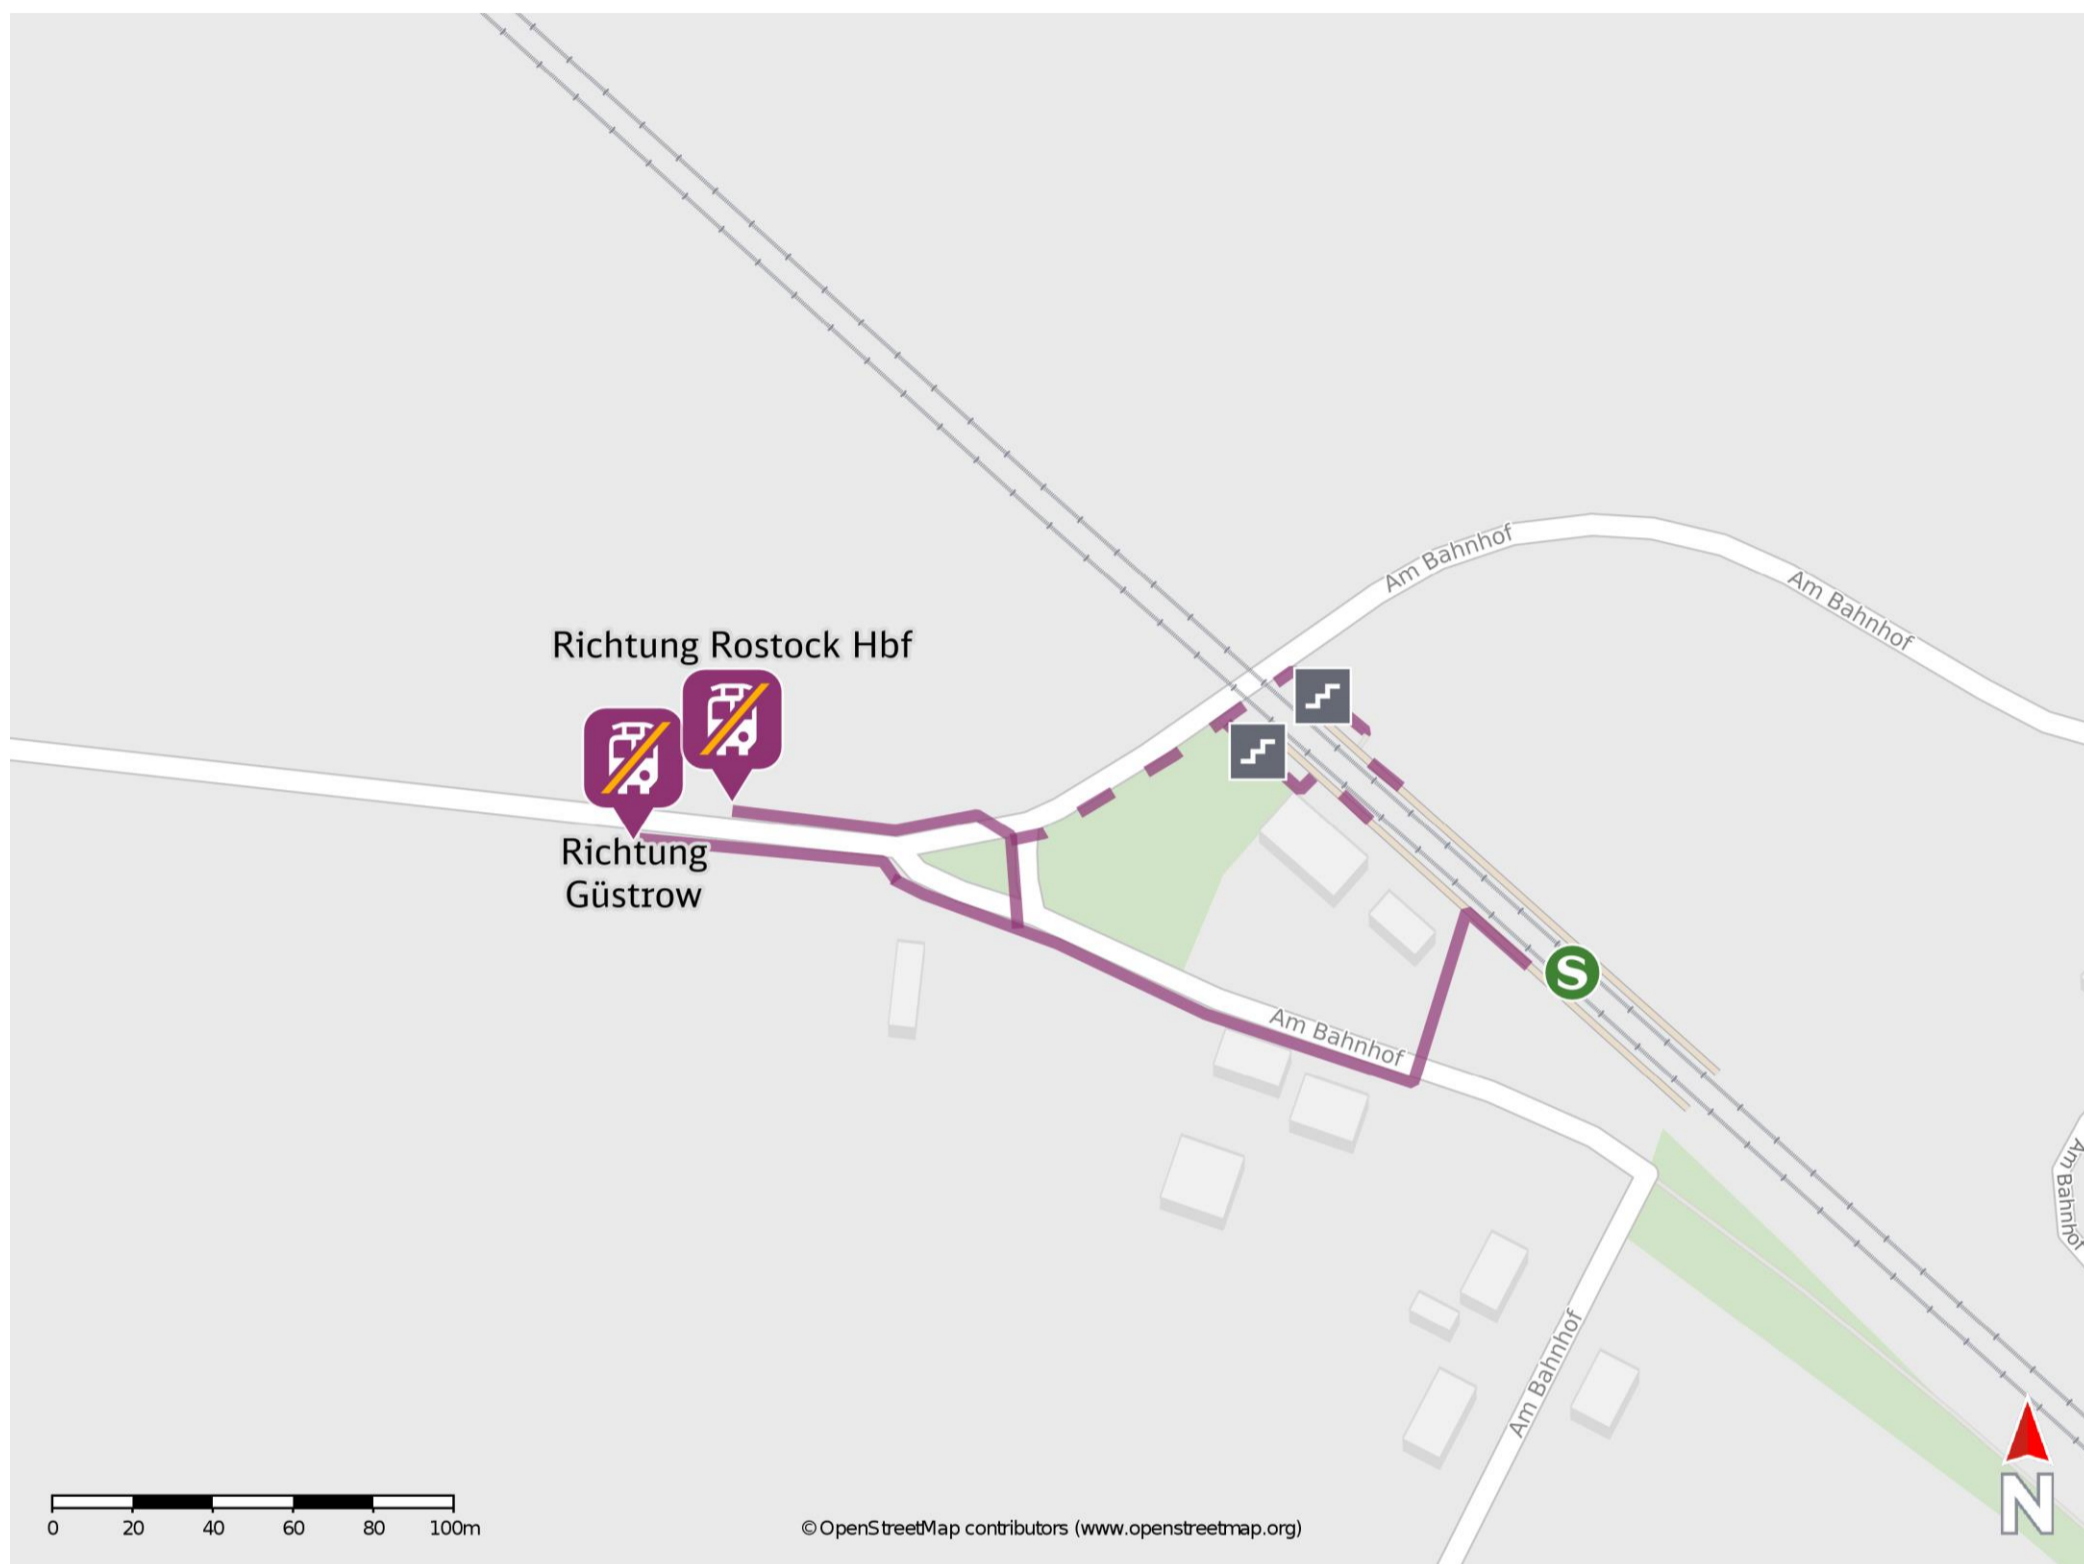 Am Bahnhof
Am Bahnhof
Richtung Rostock Hbf
Richtung
Güstrow
S
Am Bahnhof
Am Bahnhof
Am Bahnhof
N
0 20 40 60 80 100m
© OpenStreetMap contributors (www.openstreetmap.org)